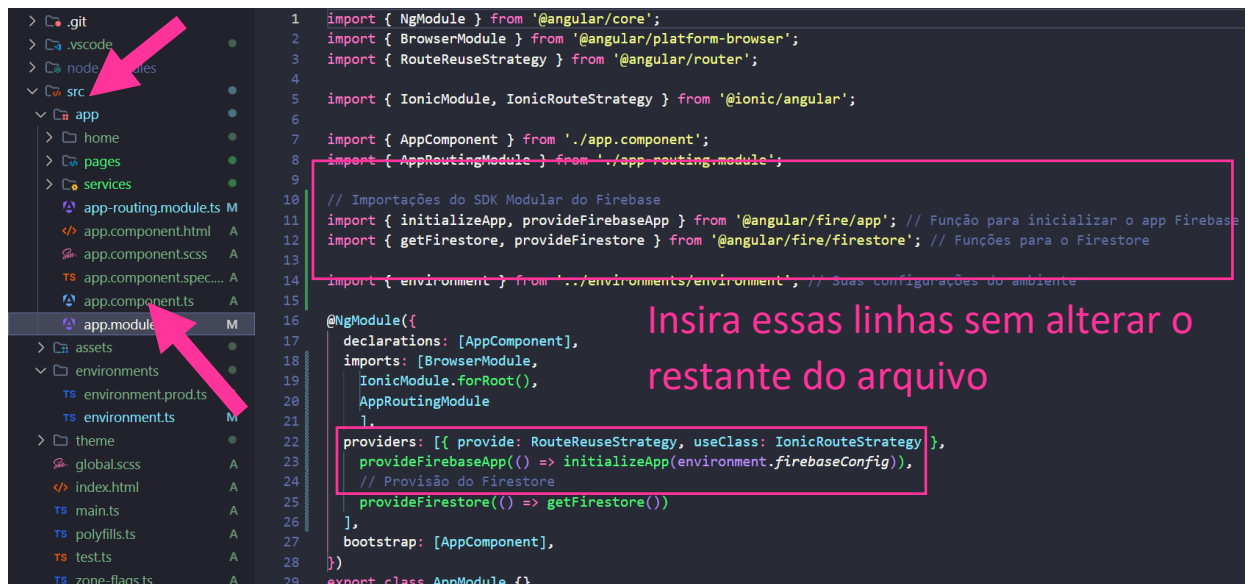 .git
.vscode
src
app
home
pages
services
app-routing.module.ts M
app.component.html A
app.component.scss A
app.component.spec.... A
app.component.ts A
app.module M
assets
environments
environment.prod.ts
environment.ts M
theme
global.scss A
index.html A
main.ts A
polyfills.ts A
test.ts A
zone-flags.ts A
1 import { NgModule } from '@angular/core';
2 import { BrowserModule } from '@angular/platform-browser';
3 import { RouteReuseStrategy } from '@angular/router';
4
5 import { IonicModule, IonicRouteStrategy } from '@ionic/angular';
6
7 import { AppComponent } from './app.component';
8 import { AppRoutingModule } from './app-routing.module';
9
10 // Importações do SDK Modular do Firebase
11 import { initializeApp, provideFirebaseApp } from '@angular/fire/app'; // Função para inicializar o app Firebase
12 import { getFirestore, provideFirestore } from '@angular/fire/firestore'; // Funções para o Firestore
13
14 import { environment } from '../environments/environment'; // Suas configurações do ambiente
15
16 @NgModule({
17 declarations: [AppComponent],
18 imports: [BrowserModule,
19 IonicModule.forRoot(),
20 AppRoutingModule
21 ],
22 providers: [{ provide: RouteReuseStrategy, useClass: IonicRouteStrategy },
23 provideFirebaseApp(() => initializeApp(environment.firebaseConfig)),
24 // Provisão do Firestore
25 provideFirestore(() => getFirestore())
26 ],
27 bootstrap: [AppComponent],
28 })
29 export class AppModule {}
Insira essas linhas sem alterar o
restante do arquivo